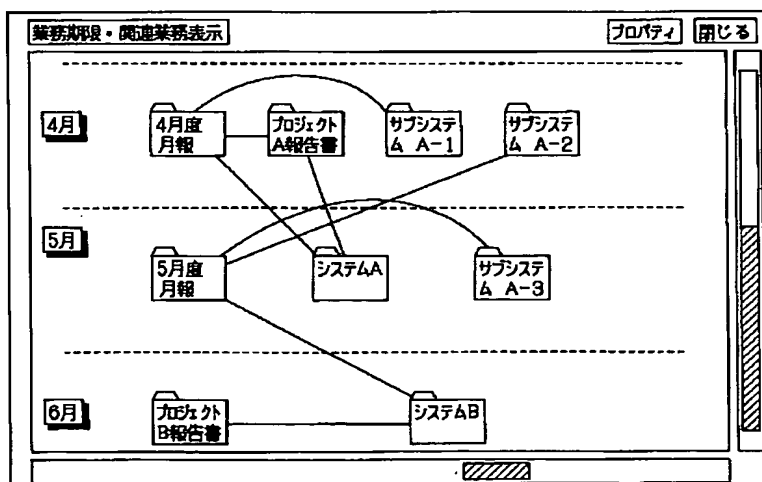 業務期限・関連業務表示
プロパティ
閉じる
4月
4月度
月報
プロジェクト
A報告書
サブシステ
ム A-1
サブシステ
ム A-2
5月
5月度
月報
システムA
サブシステ
ム A-3
6月
プロジェクト
B報告書
システムB